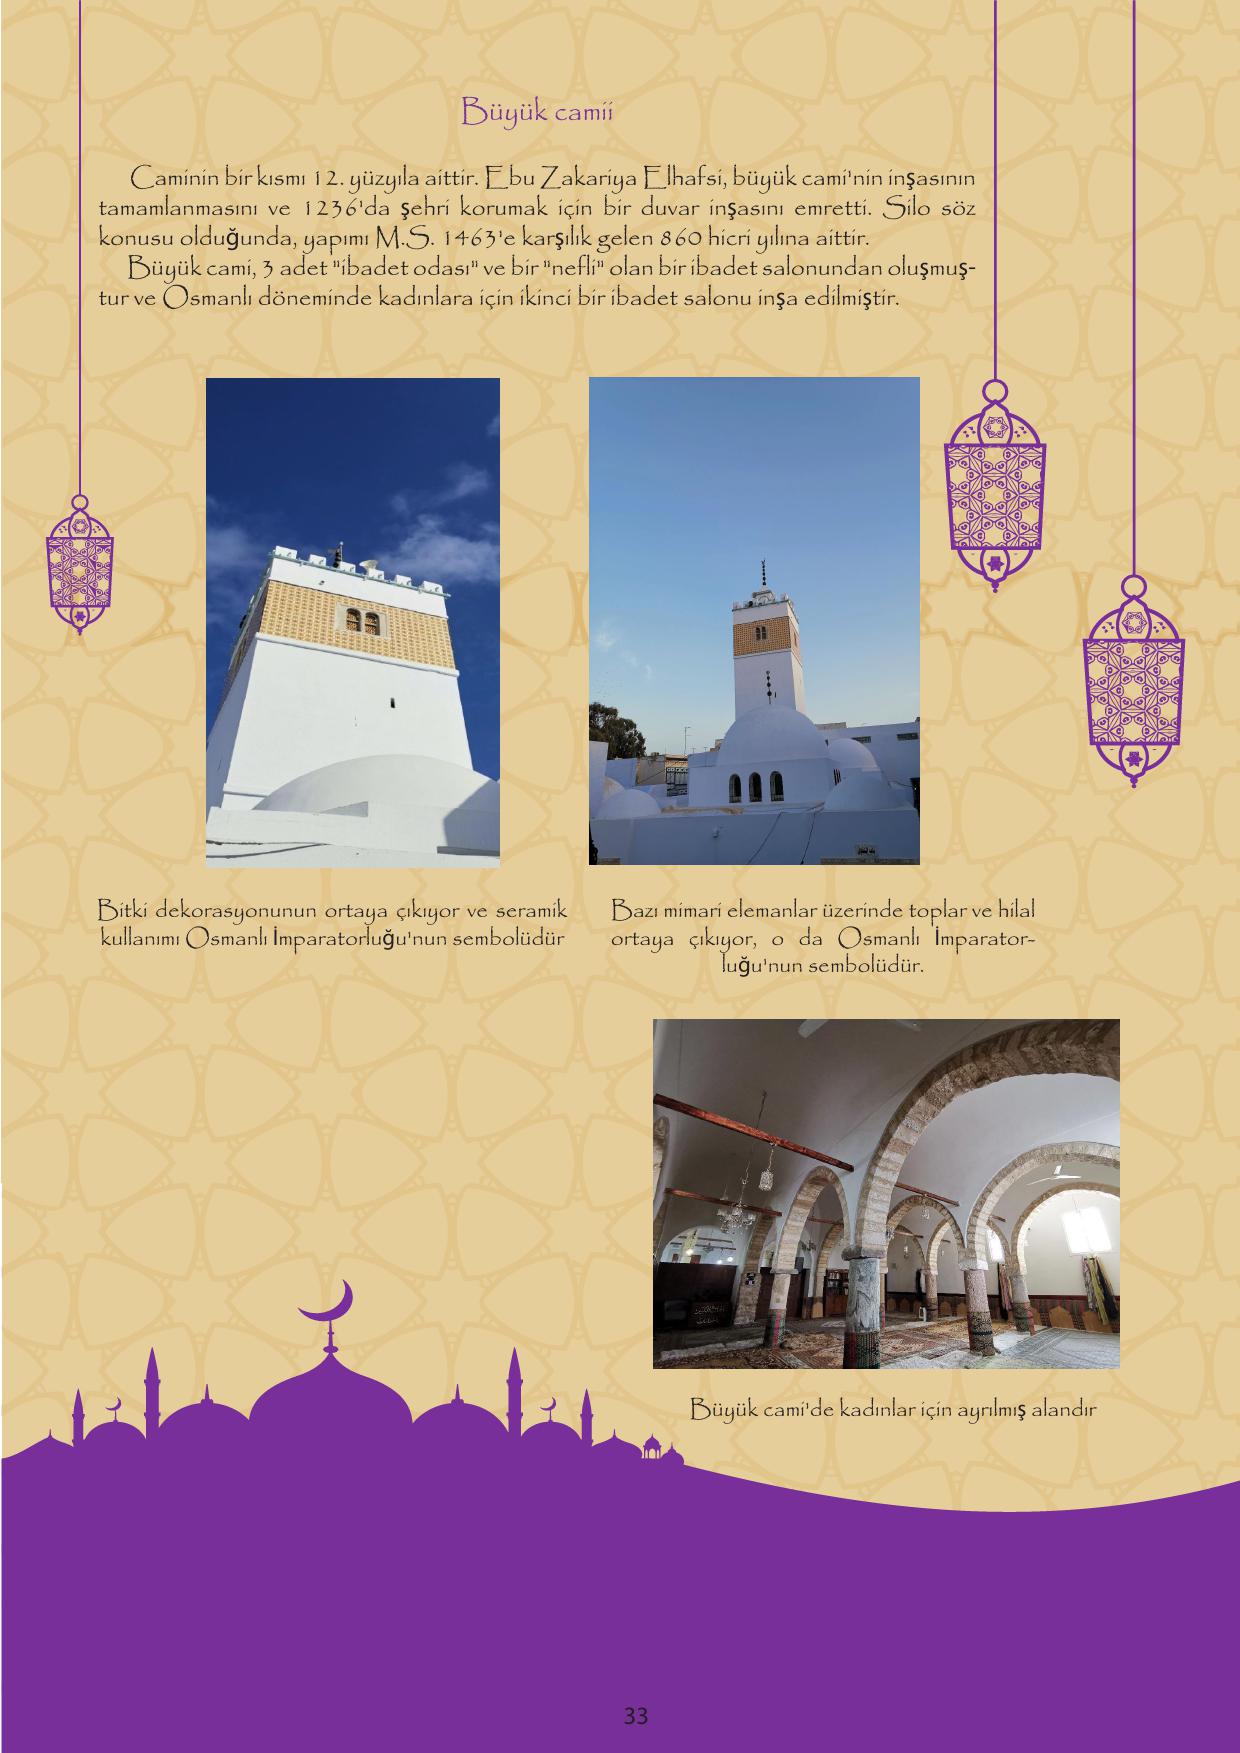 Büyük camii
Caminin bir kısmı 12. yüzyıla aittir. Ebu Zakariya Elhafsi, büyük cami'nin inşasının
tamamlanmasını ve 1236'da şehri korumak için bir duvar inşasını emretti. Silo söz
konusu olduğunda, yapımı M.S. 1463'e karşılık gelen 860 hicri yılına aittir.
Büyük cami, 3 adet "ibadet odası" ve bir "nefli" olan bir ibadet salonundan oluşmuş-
tur ve Osmanlı döneminde kadınlara için ikinci bir ibadet salonu inşa edilmiştir.
Bitki dekorasyonunun ortaya çıkıyor ve seramik
kullanımı Osmanlı İmparatorluğu'nun sembolüdür
Bazı mimari elemanlar üzerinde toplar ve hilal
ortaya çıkıyor, o da Osmanlı İmparator-
luğu'nun sembolüdür.
Büyük cami'de kadınlar için ayrılmış alandır
33